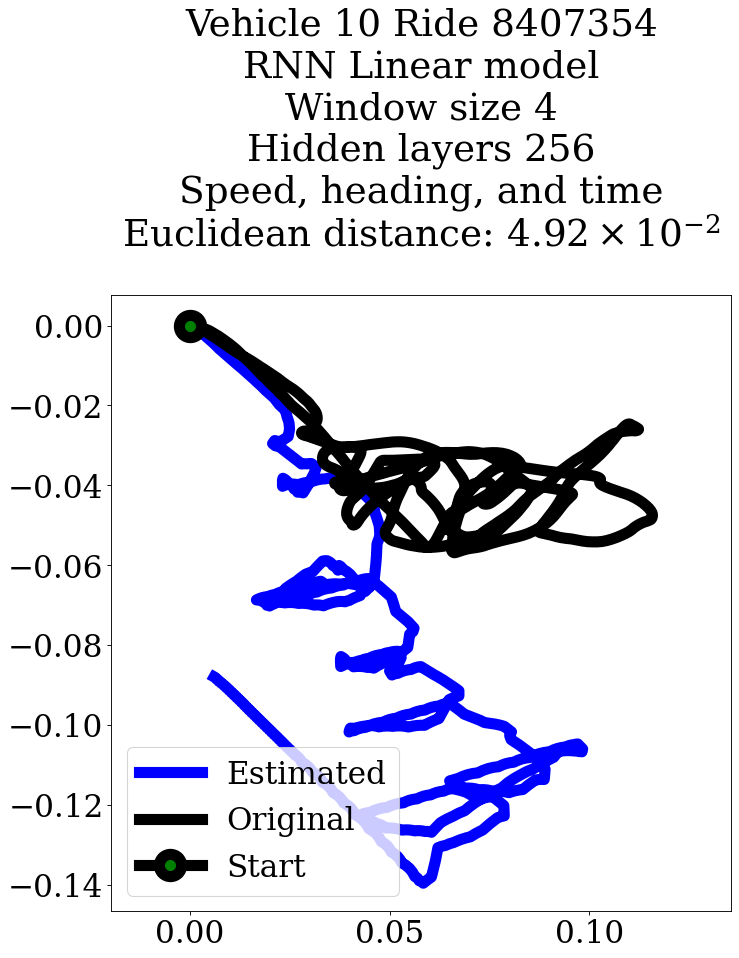 Vehicle 10 Ride 8407354
RNN Linear model
Window size 4
Hidden layers 256
Speed, heading, and time
Euclidean distance: 4.92 × 10⁻²
0.00
−0.02
−0.04
−0.06
−0.08
−0.10
−0.12
−0.14
Estimated
Original
Start
0.00 0.05 0.10